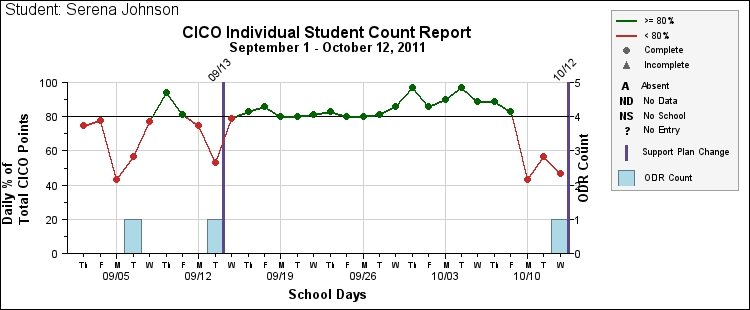 Student: Serena Johnson
CICO Individual Student Count Report
September 1 - October 12, 2011
09/13
10/12
>= 80%
< 80%
Complete
Incomplete
A Absent
ND No Data
NS No School
? No Entry
Support Plan Change
ODR Count
Daily % of
Total CICO Points
100
80
60
40
20
0
5
4
3
2
1
0
ODR Count
Th F M T W Th F M T W Th F M T W Th F M T W Th F M T W Th F M T W
09/05 09/12 09/19 09/26 10/03 10/10
School Days